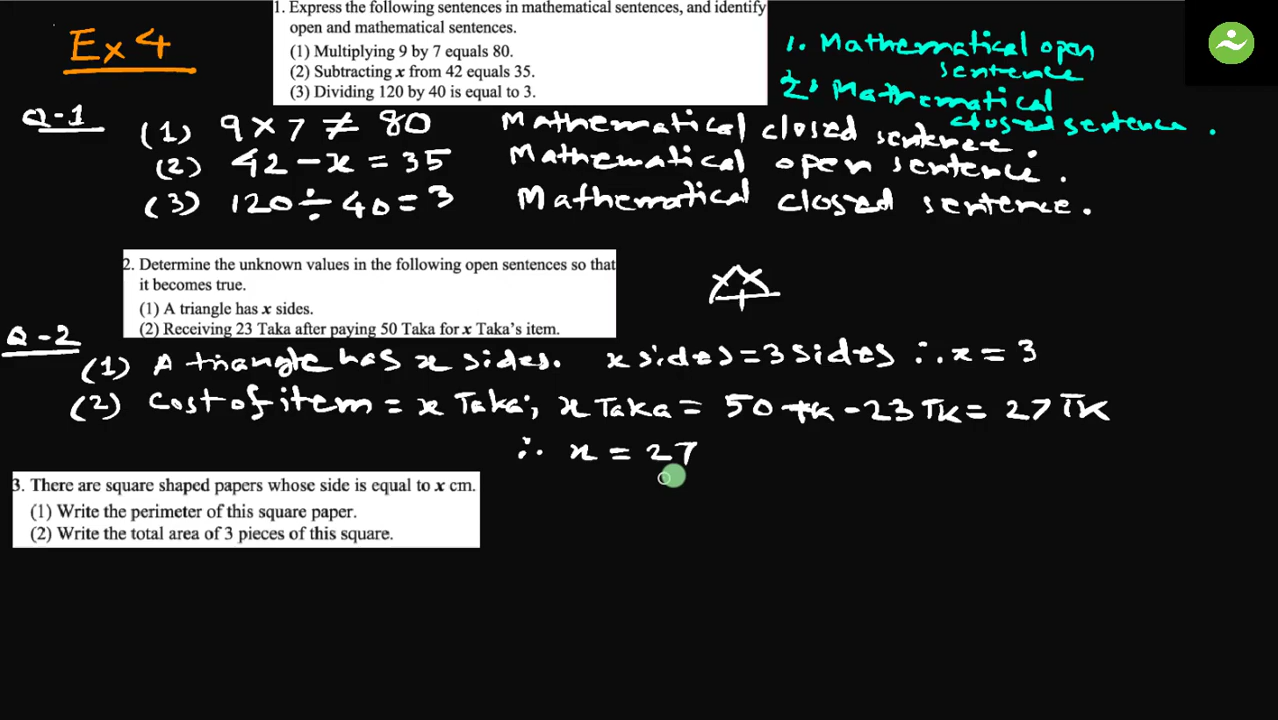 Ex 4
1. Express the following sentences in mathematical sentences, and identify
open and mathematical sentences.
(1) Multiplying 9 by 7 equals 80.
(2) Subtracting x from 42 equals 35.
(3) Dividing 120 by 40 is equal to 3.
1. Mathematical open
sentence
2. Mathematical
closed sentence.
Q-1
(1) 9 × 7 ≠ 80 Mathematical closed sentence.
(2) 42 - x = 35 Mathematical open sentence.
(3) 120 ÷ 40 = 3 Mathematical closed sentence.
2. Determine the unknown values in the following open sentences so that
it becomes true.
(1) A triangle has x sides.
(2) Receiving 23 Taka after paying 50 Taka for x Taka's item.
Q-2
(1) A triangle has x sides. x sides = 3 sides ∴ x = 3
(2) Cost of item = x Taka; x Taka = 50 tk - 23 TK = 27 TK
∴ x = 27
3. There are square shaped papers whose side is equal to x cm.
(1) Write the perimeter of this square paper.
(2) Write the total area of 3 pieces of this square.